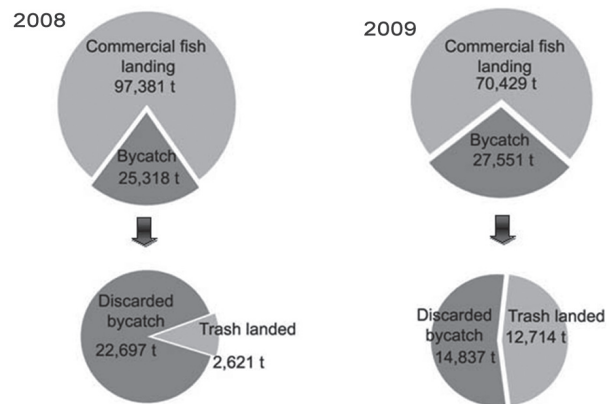 2008
Commercial fish
landing
97,381 t
Bycatch
25,318 t
Discarded
bycatch
22,697 t
Trash landed
2,621 t
2009
Commercial fish
landing
70,429 t
Bycatch
27,551 t
Discarded
bycatch
14,837 t
Trash landed
12,714 t